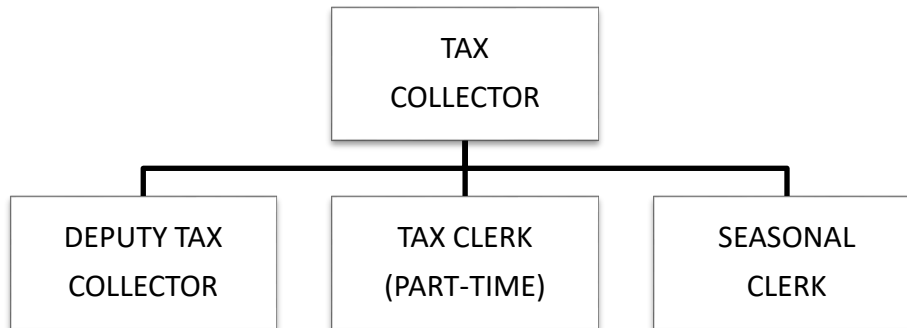 TAX
COLLECTOR
DEPUTY TAX
COLLECTOR
TAX CLERK
(PART-TIME)
SEASONAL
CLERK